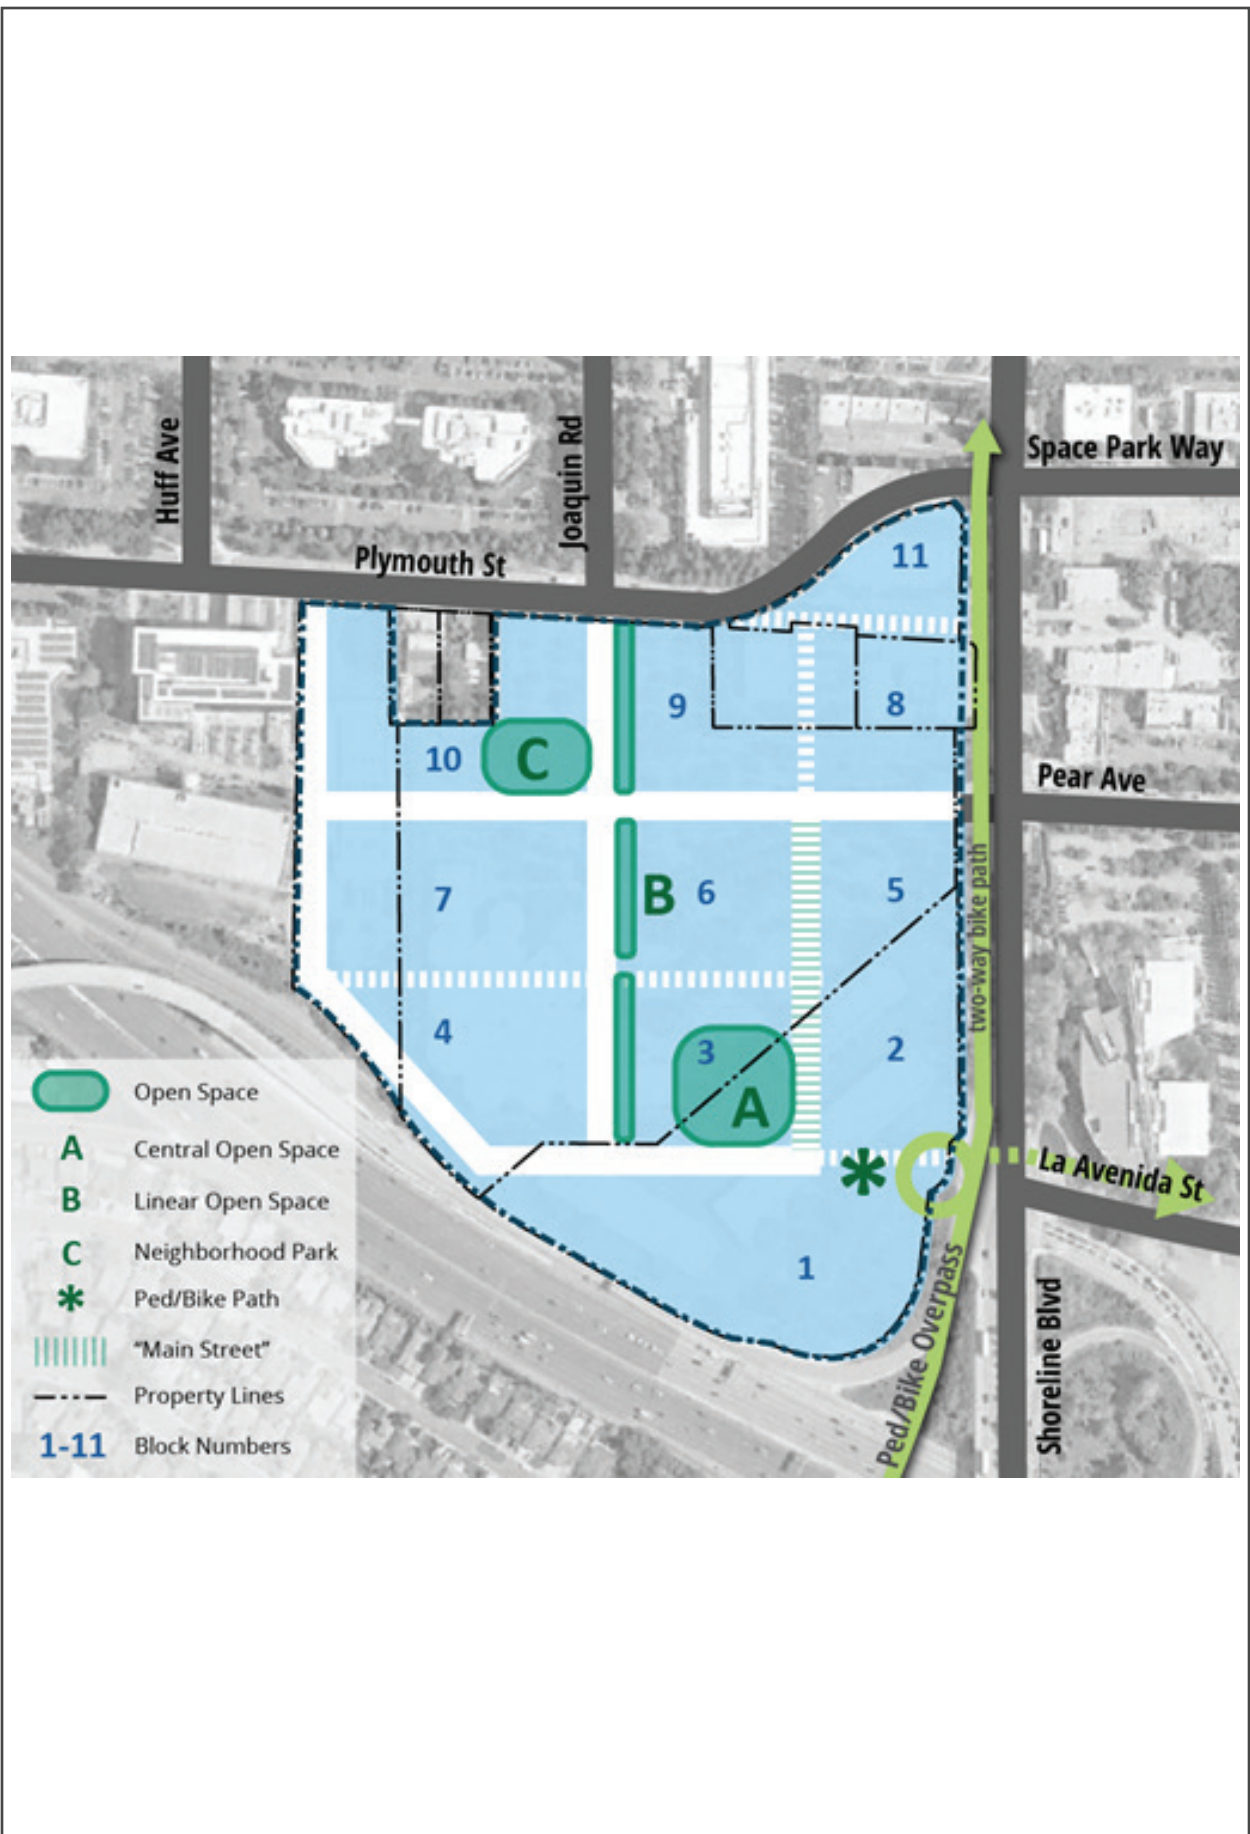 Huff Ave
Joaquin Rd
Plymouth St
Space Park Way
11
9
8
10
C
Pear Ave
7
B
6
5
two-way bike path
4
3
A
2
La Avenida St
1
Ped/Bike Overpass
Shoreline Blvd
Open Space
A Central Open Space
B Linear Open Space
C Neighborhood Park
* Ped/Bike Path
"Main Street"
Property Lines
1-11 Block Numbers